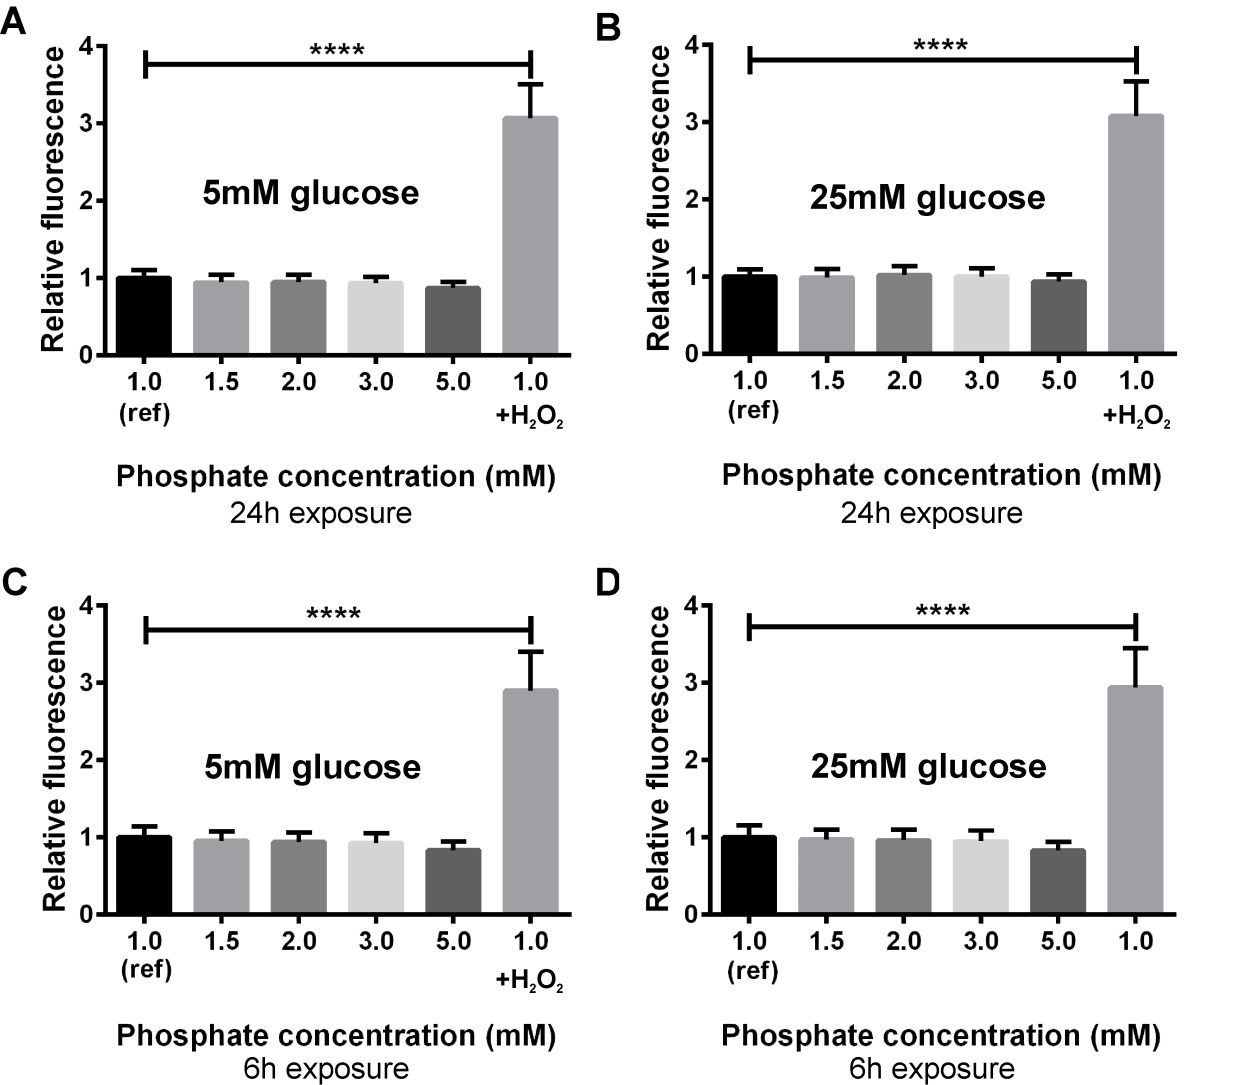 A
4
3
2
1
0
Relative fluorescence
****
5mM glucose
1.0 1.5 2.0 3.0 5.0 1.0
(ref) +H₂O₂
Phosphate concentration (mM)
24h exposure
B
4
3
2
1
0
Relative fluorescence
****
25mM glucose
1.0 1.5 2.0 3.0 5.0 1.0
(ref) +H₂O₂
Phosphate concentration (mM)
24h exposure
C
4
3
2
1
0
Relative fluorescence
****
5mM glucose
1.0 1.5 2.0 3.0 5.0 1.0
(ref) +H₂O₂
Phosphate concentration (mM)
6h exposure
D
4
3
2
1
0
Relative fluorescence
****
25mM glucose
1.0 1.5 2.0 3.0 5.0 1.0
(ref)
Phosphate concentration (mM)
6h exposure